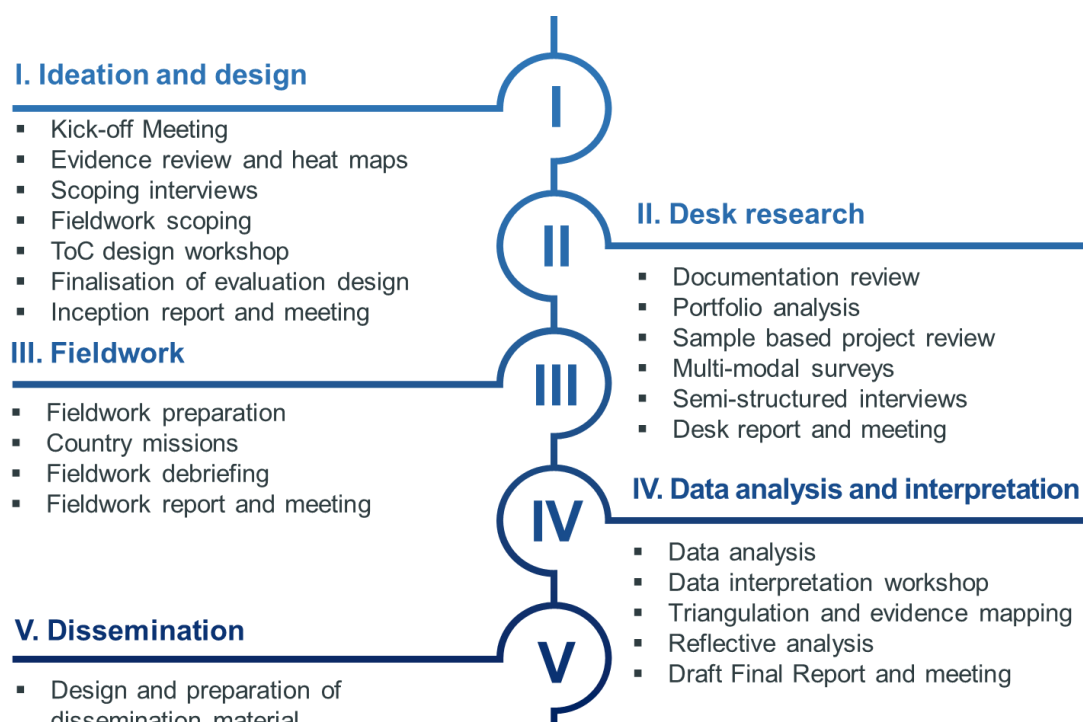 I. Ideation and design
I
▪ Kick-off Meeting
▪ Evidence review and heat maps
▪ Scoping interviews
▪ Fieldwork scoping
▪ ToC design workshop
▪ Finalisation of evaluation design
▪ Inception report and meeting
II. Desk research
II
▪ Documentation review
▪ Portfolio analysis
▪ Sample based project review
▪ Multi-modal surveys
▪ Semi-structured interviews
▪ Desk report and meeting
III. Fieldwork
III
▪ Fieldwork preparation
▪ Country missions
▪ Fieldwork debriefing
▪ Fieldwork report and meeting
IV. Data analysis and interpretation
IV
▪ Data analysis
▪ Data interpretation workshop
▪ Triangulation and evidence mapping
▪ Reflective analysis
▪ Draft Final Report and meeting
V. Dissemination
V
▪ Design and preparation of
dissemination material